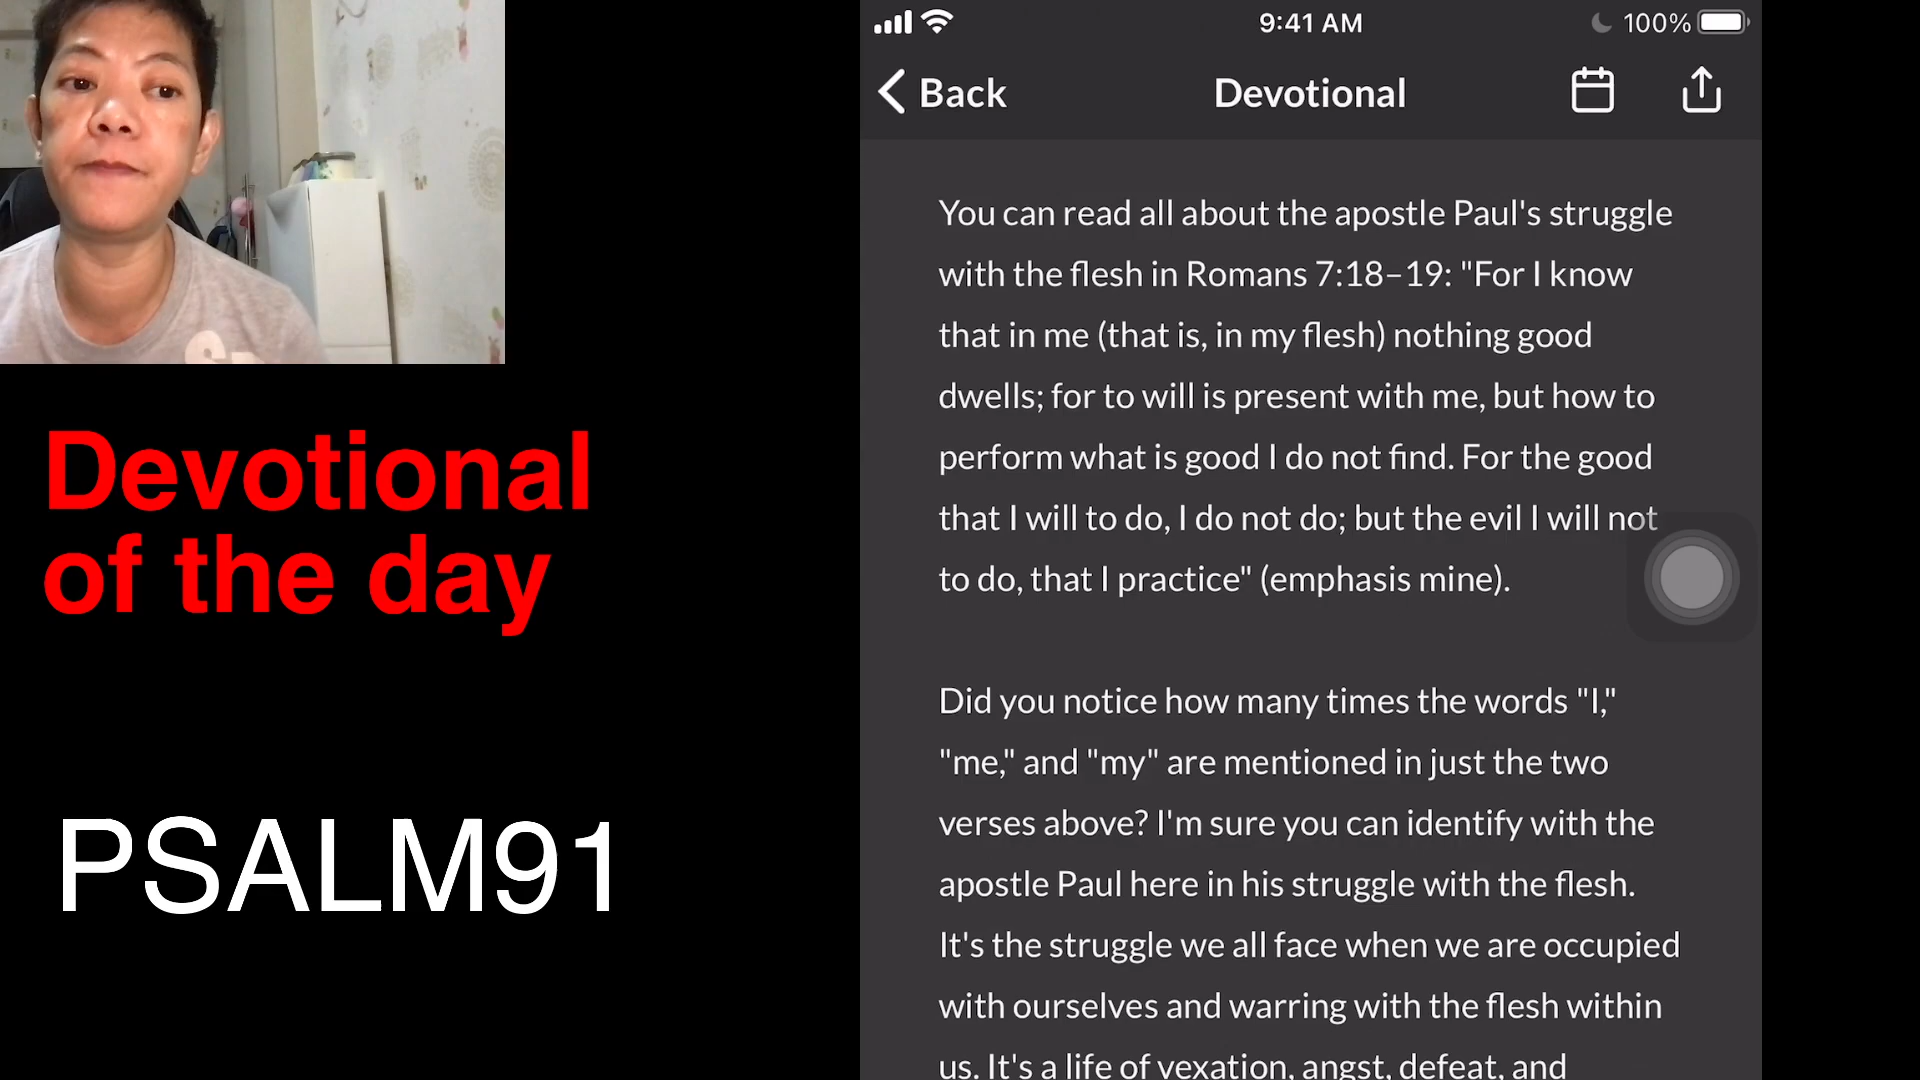 Devotional
of the day
PSALM91
9:41 AM
100%
Back
Devotional
You can read all about the apostle Paul's struggle
with the flesh in Romans 7:18–19: "For I know
that in me (that is, in my flesh) nothing good
dwells; for to will is present with me, but how to
perform what is good I do not find. For the good
that I will to do, I do not do; but the evil I will not
to do, that I practice" (emphasis mine).
Did you notice how many times the words "I,"
"me," and "my" are mentioned in just the two
verses above? I'm sure you can identify with the
apostle Paul here in his struggle with the flesh.
It's the struggle we all face when we are occupied
with ourselves and warring with the flesh within
us. It's a life of vexation, angst, defeat, and